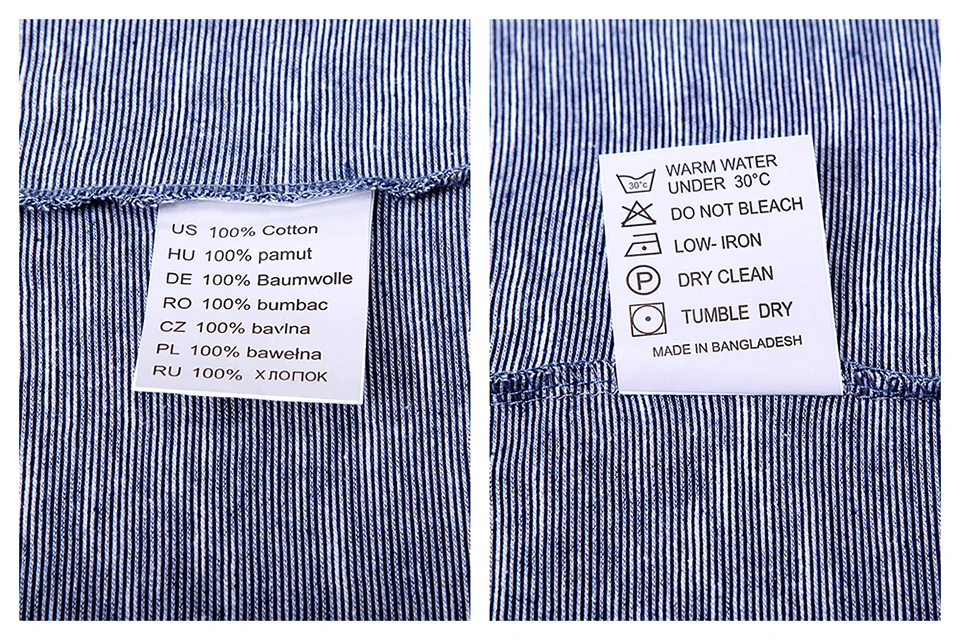 US 100% Cotton
HU 100% pamut
DE 100% Baumwolle
RO 100% bumbac
CZ 100% bavlna
PL 100% bawełna
RU 100% хлопок
30°c
WARM WATER
UNDER 30°C
DO NOT BLEACH
LOW- IRON
P
DRY CLEAN
TUMBLE DRY
MADE IN BANGLADESH